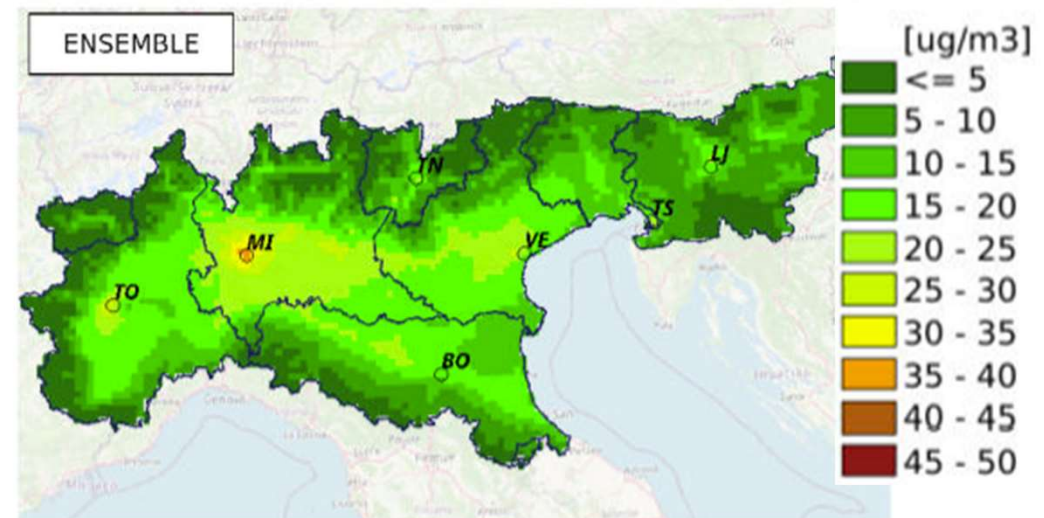 ENSEMBLE
[ug/m3]
<= 5
5 - 10
10 - 15
15 - 20
20 - 25
25 - 30
30 - 35
35 - 40
40 - 45
45 - 50
TN
LJ
TS
MI
VE
TO
BO